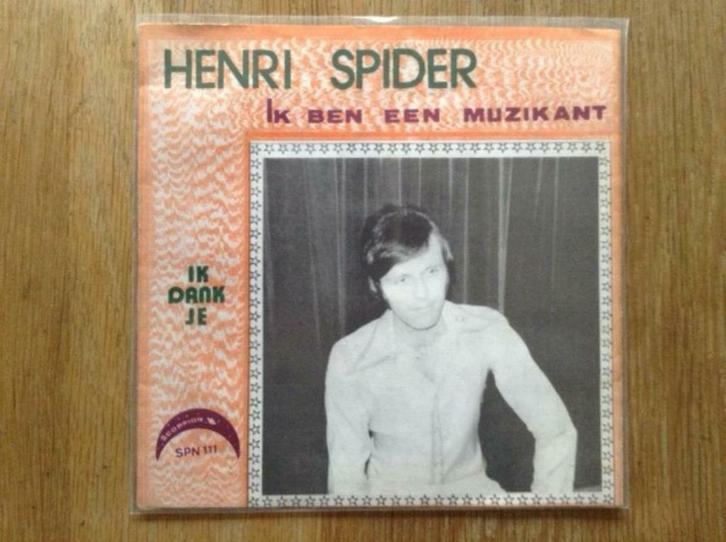 HENRI SPIDER
IK BEN EEN MUZIKANT
IK
DANK
JE
SCORPION
SPN 111